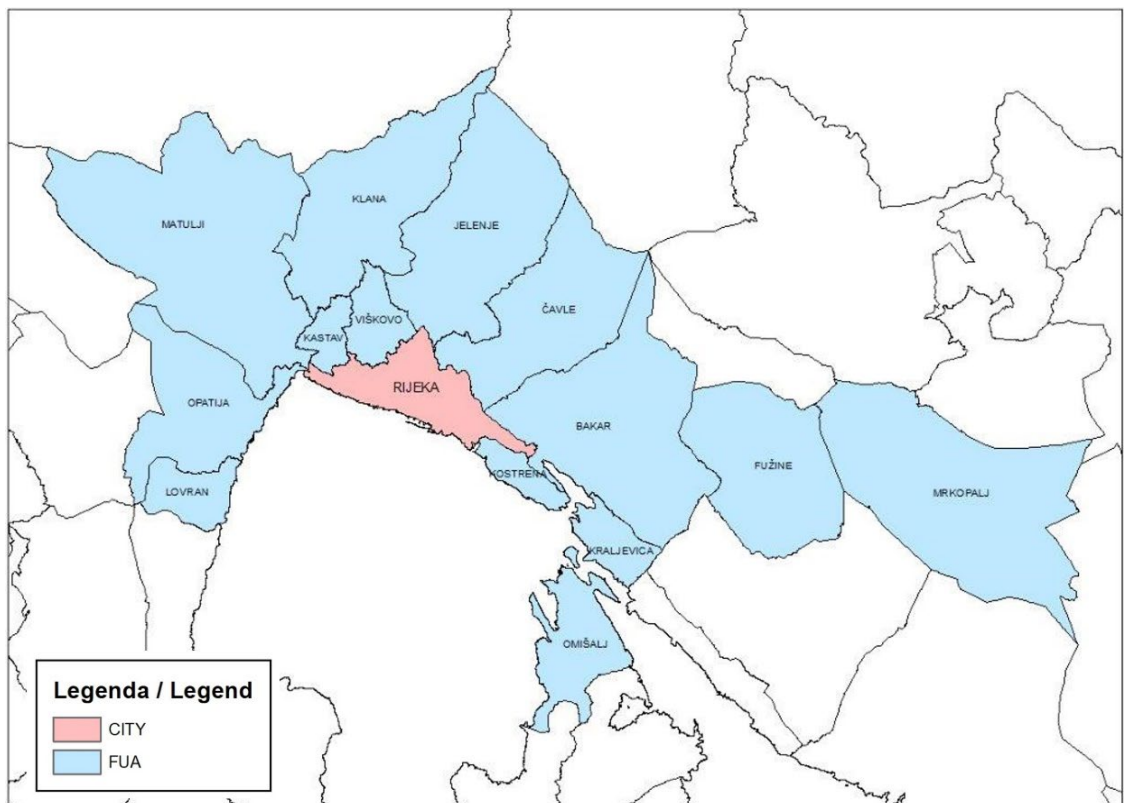 KLANA
MATULJI
JELENJE
ČAVLE
VIŠKOVO
KASTAV
RIJEKA
OPATIJA
BAKAR
FUŽINE
KOSTRENA
LOVRAN
MRKOPALJ
KRALJEVICA
OMIŠALJ
Legenda / Legend
CITY
FUA